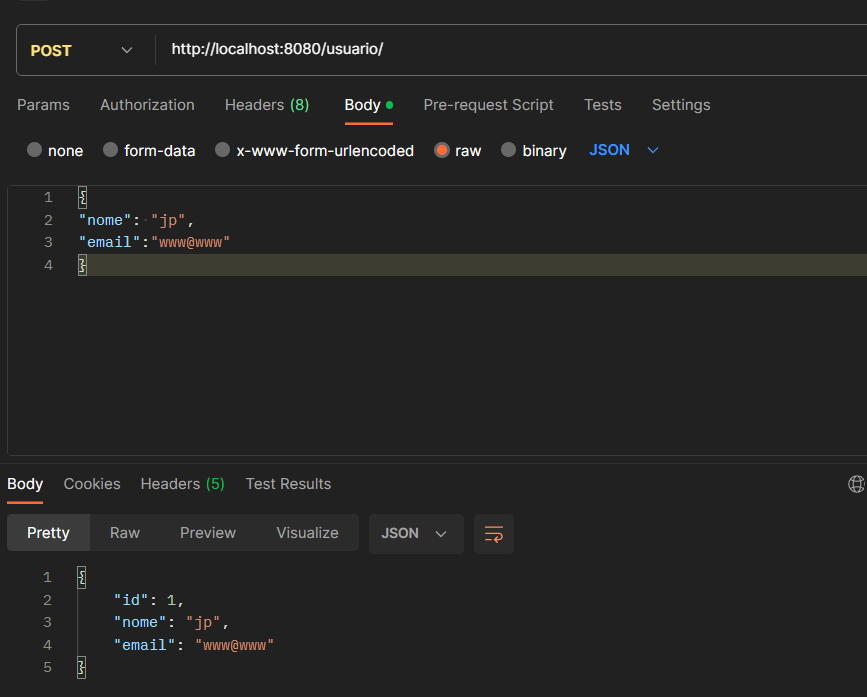 POST http://localhost:8080/usuario/
Params Authorization Headers (8) Body Pre-request Script Tests Settings
none form-data x-www-form-urlencoded raw binary JSON
1 {
2 "nome": "jp",
3 "email":"www@www"
4 }
Body Cookies Headers (5) Test Results
Pretty Raw Preview Visualize JSON
1 {
2 "id": 1,
3 "nome": "jp",
4 "email": "www@www"
5 }